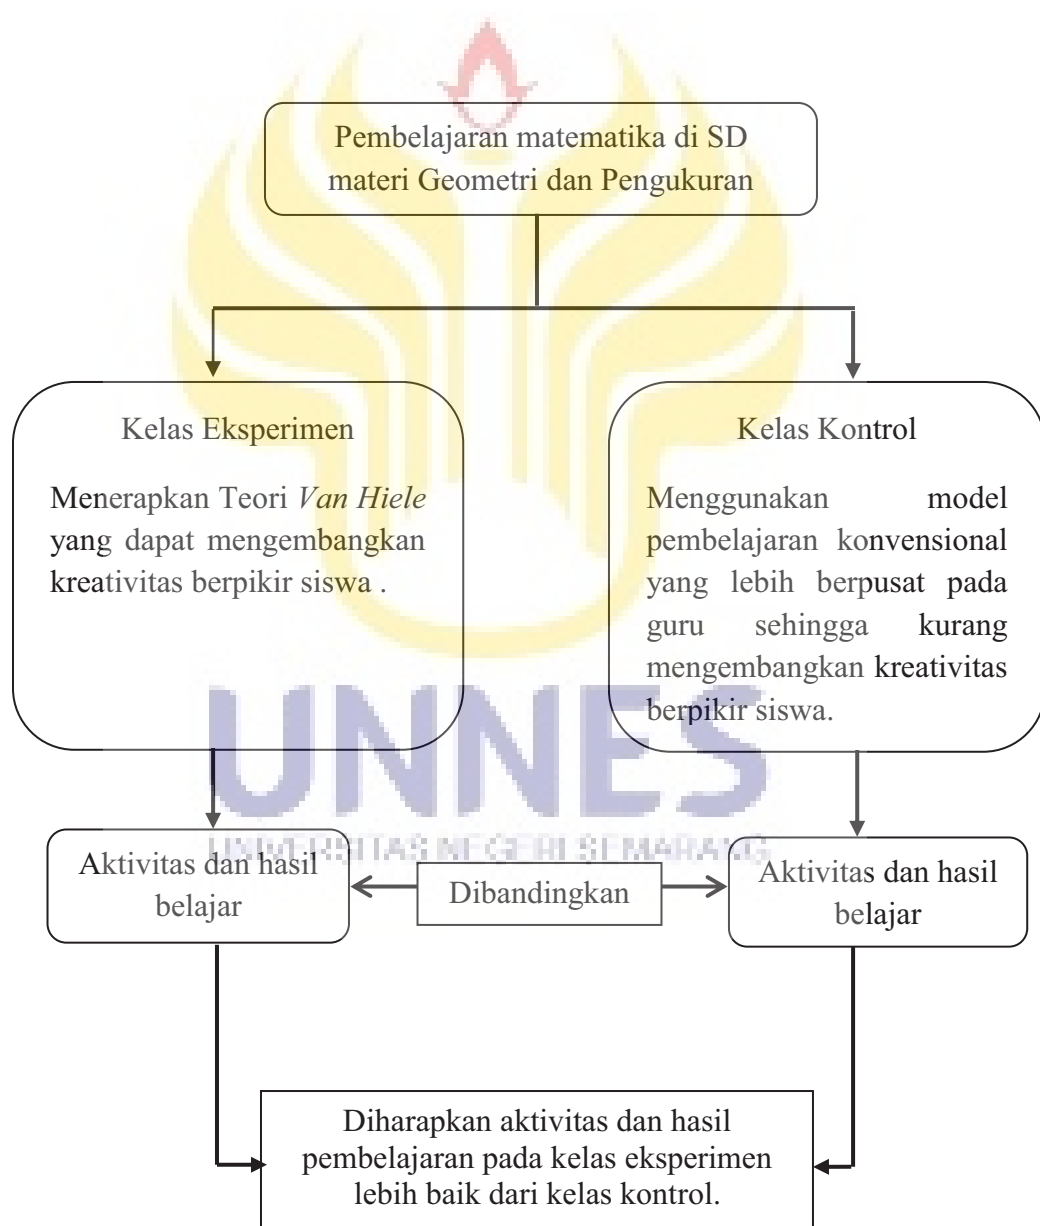 Pembelajaran matematika di SD
materi Geometri dan Pengukuran
Kelas Eksperimen
Menerapkan Teori Van Hiele
yang dapat mengembangkan
kreativitas berpikir siswa .
Kelas Kontrol
Menggunakan model
pembelajaran konvensional
yang lebih berpusat pada
guru sehingga kurang
mengembangkan kreativitas
berpikir siswa.
UNNES
UNIVERSITAS NEGERI SEMARANG
Aktivitas dan hasil
belajar
Dibandingkan
Aktivitas dan hasil
belajar
Diharapkan aktivitas dan hasil
pembelajaran pada kelas eksperimen
lebih baik dari kelas kontrol.